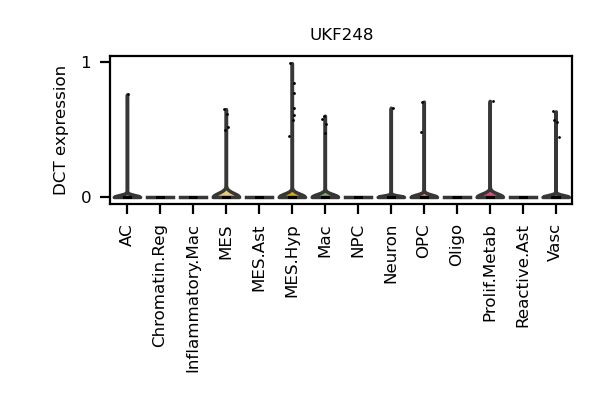 UKF248
DCT expression
1
0
AC
Chromatin.Reg
Inflammatory.Mac
MES
MES.Ast
MES.Hyp
Mac
NPC
Neuron
OPC
Oligo
Prolif.Metab
Reactive.Ast
Vasc